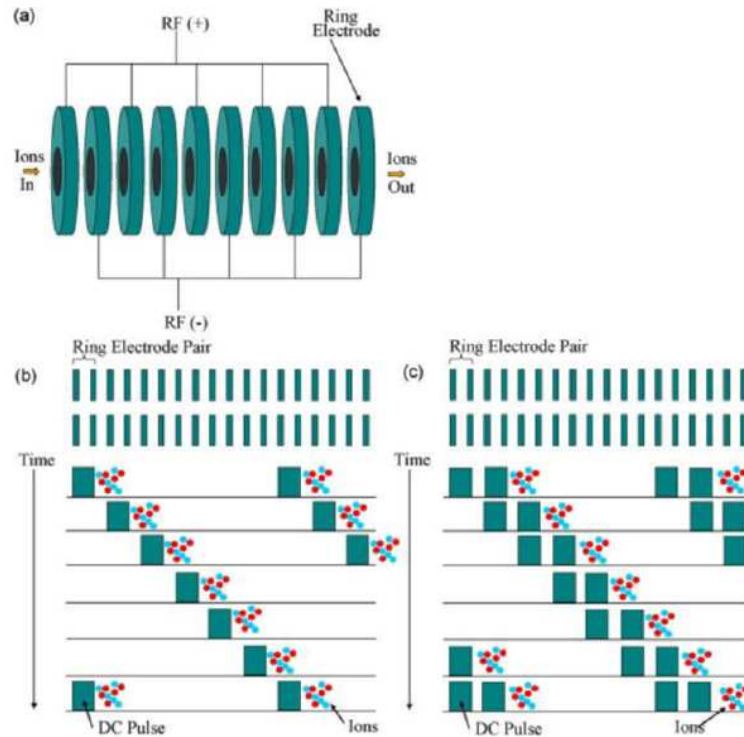 (a)
RF (+)
Ring
Electrode
Ions
In
Ions
Out
RF (-)
Ring Electrode Pair
(b)
Time
DC Pulse
Ions
Ring Electrode Pair
(c)
Time
DC Pulse
Ions